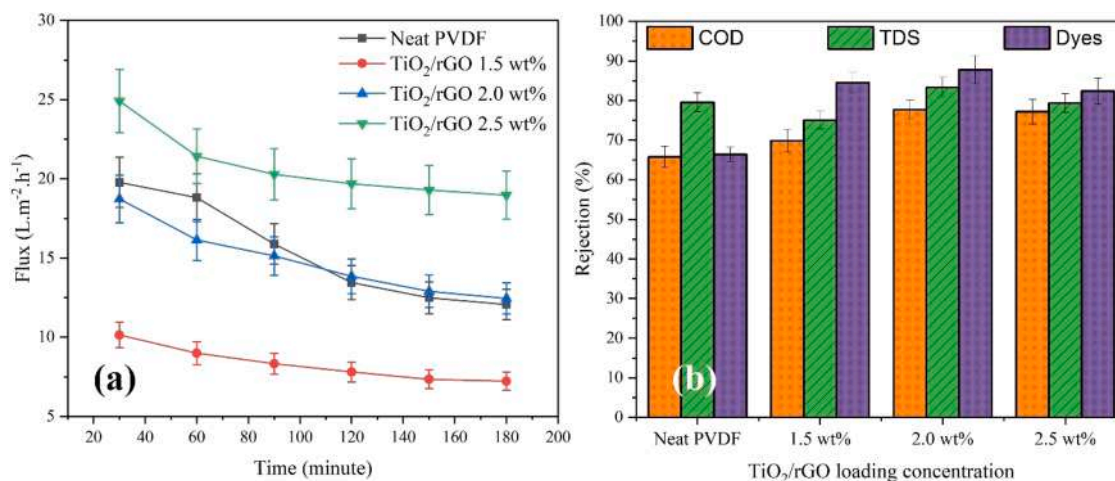 Neat PVDF
TiO₂/rGO 1.5 wt%
TiO₂/rGO 2.0 wt%
TiO₂/rGO 2.5 wt%
30
25
20
15
10
5
Flux (L.m⁻².h⁻¹)
(a)
20 40 60 80 100 120 140 160 180 200
Time (minute)
COD TDS Dyes
100
90
80
70
60
50
40
30
20
10
0
Rejection (%)
(b)
Neat PVDF 1.5 wt% 2.0 wt% 2.5 wt%
TiO₂/rGO loading concentration